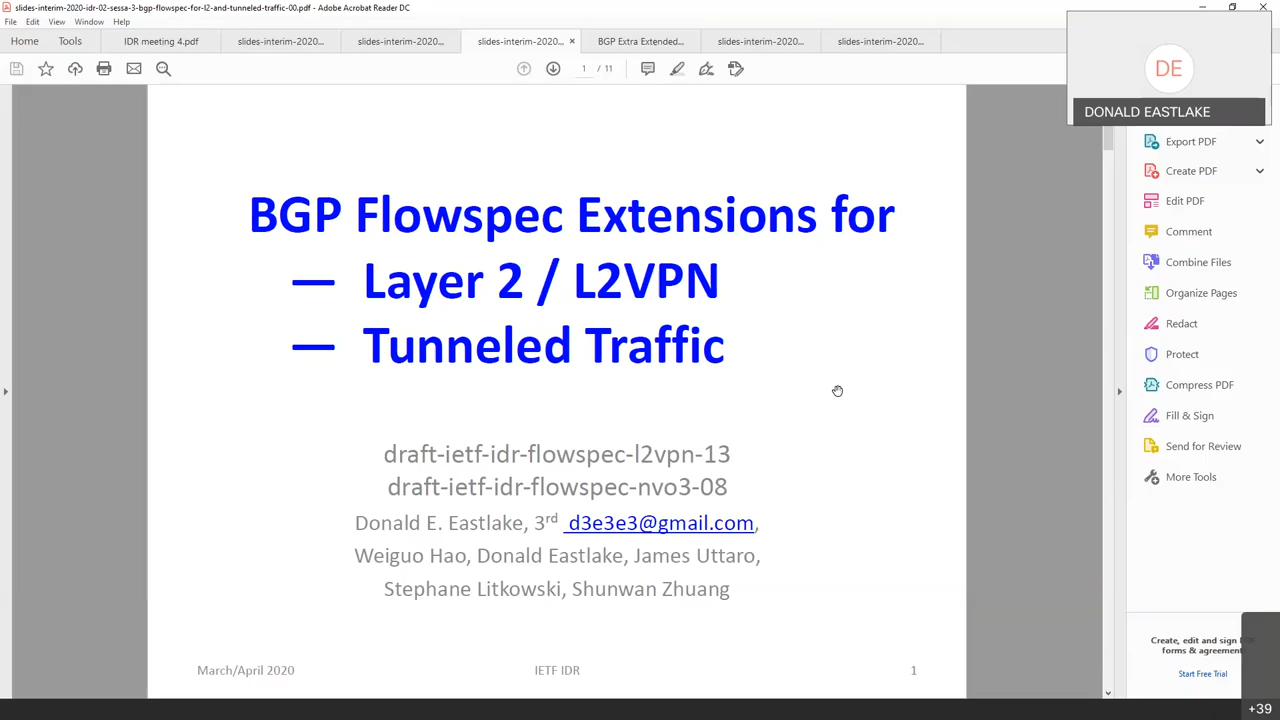 slides-interim-2020-idr-02-sessa-3-bgp-flowspec-for-l2-and-tunneled-traffic-00.pdf - Adobe Acrobat Reader DC
File Edit View Window Help
Home Tools IDR meeting 4.pdf slides-interim-2020... slides-interim-2020... slides-interim-2020... × BGP Extra Extended... slides-interim-2020... slides-interim-2020...
1 / 11
DE
DONALD EASTLAKE
Export PDF
Create PDF
Edit PDF
Comment
Combine Files
Organize Pages
Redact
Protect
Compress PDF
Fill & Sign
Send for Review
More Tools
BGP Flowspec Extensions for
— Layer 2 / L2VPN
— Tunneled Traffic
draft-ietf-idr-flowspec-l2vpn-13
draft-ietf-idr-flowspec-nvo3-08
Donald E. Eastlake, 3rd d3e3e3@gmail.com,
Weiguo Hao, Donald Eastlake, James Uttaro,
Stephane Litkowski, Shunwan Zhuang
March/April 2020 IETF IDR 1
Create, edit and sign
forms & agreement
Start Free Trial
+39